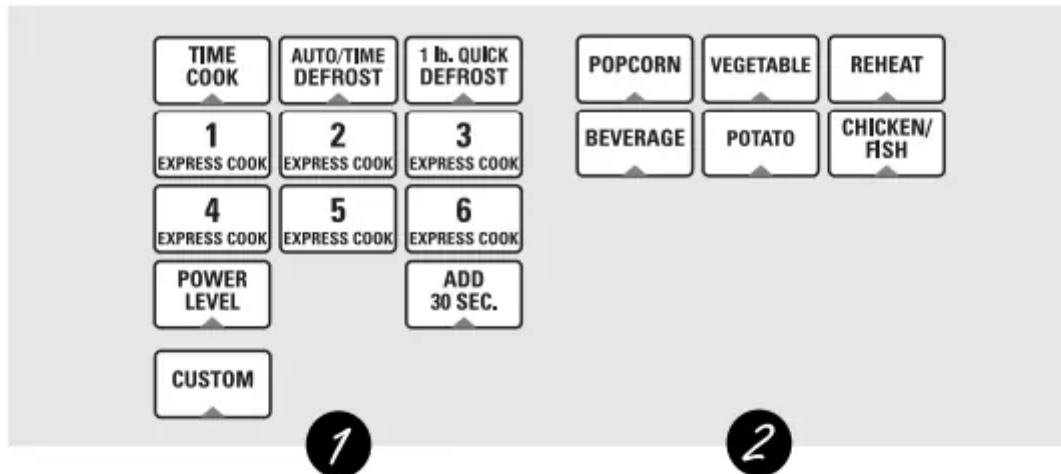 TIME
COOK
AUTO/TIME
DEFROST
1 lb. QUICK
DEFROST
1
EXPRESS COOK
2
EXPRESS COOK
3
EXPRESS COOK
4
EXPRESS COOK
5
EXPRESS COOK
6
EXPRESS COOK
POWER
LEVEL
ADD
30 SEC.
CUSTOM
1
POPCORN
VEGETABLE
REHEAT
BEVERAGE
POTATO
CHICKEN/
FISH
2